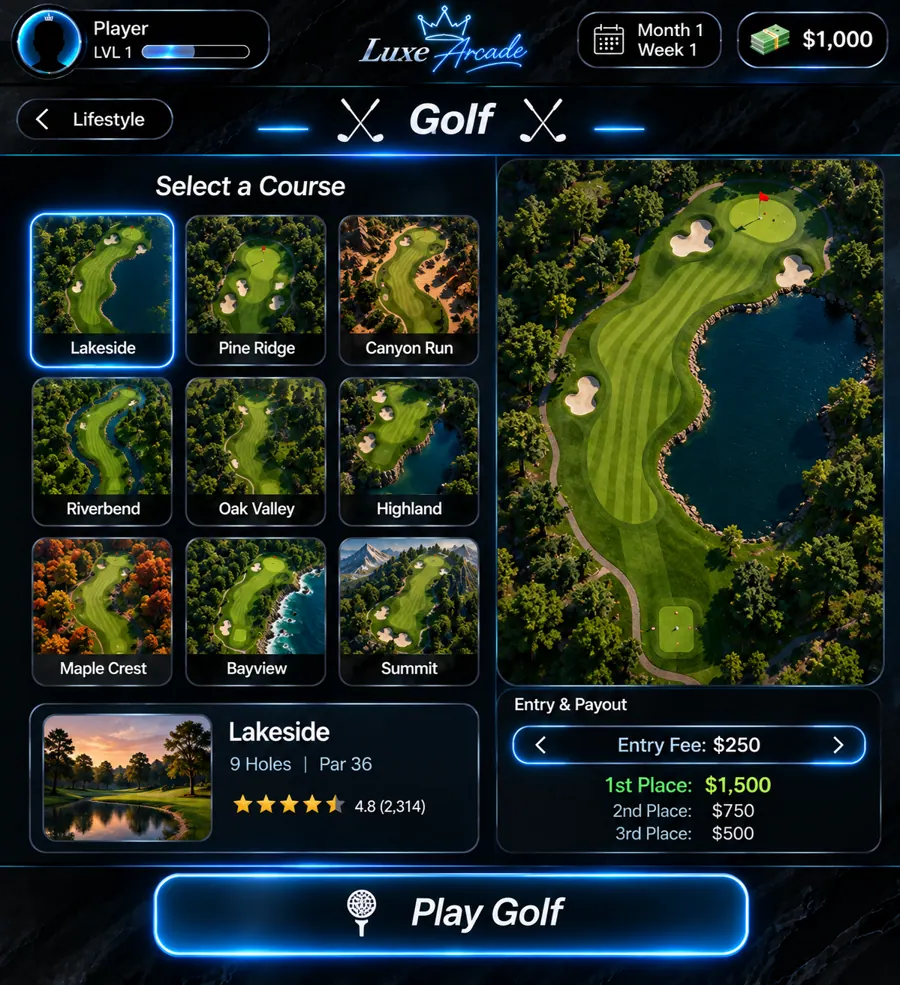 Player
LVL 1
Luxe Arcade
Month 1
Week 1
$1,000
Lifestyle
Golf
Select a Course
Lakeside
Pine Ridge
Canyon Run
Riverbend
Oak Valley
Highland
Maple Crest
Bayview
Summit
Lakeside
9 Holes | Par 36
4.8 (2,314)
Entry & Payout
Entry Fee: $250
1st Place: $1,500
2nd Place: $750
3rd Place: $500
Play Golf